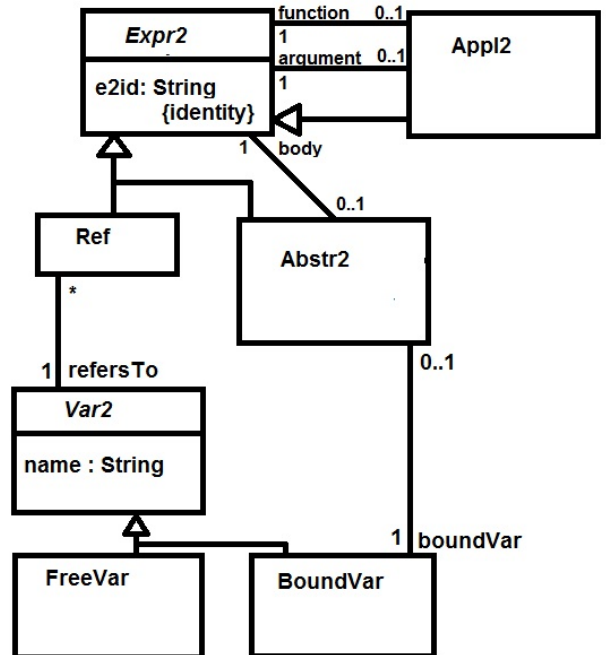 function 0..1
Expr2
1
Appl2
argument 0..1
1
e2id: String
{identity}
1 body
0..1
Ref
Abstr2
*
0..1
1 refersTo
Var2
name : String
1 boundVar
FreeVar
BoundVar